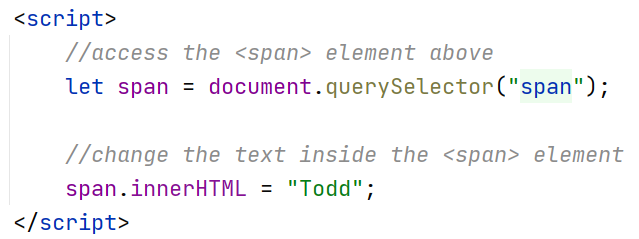 <script>
//access the <span> element above
let span = document.querySelector("span");
//change the text inside the <span> element
span.innerHTML = "Todd";
</script>